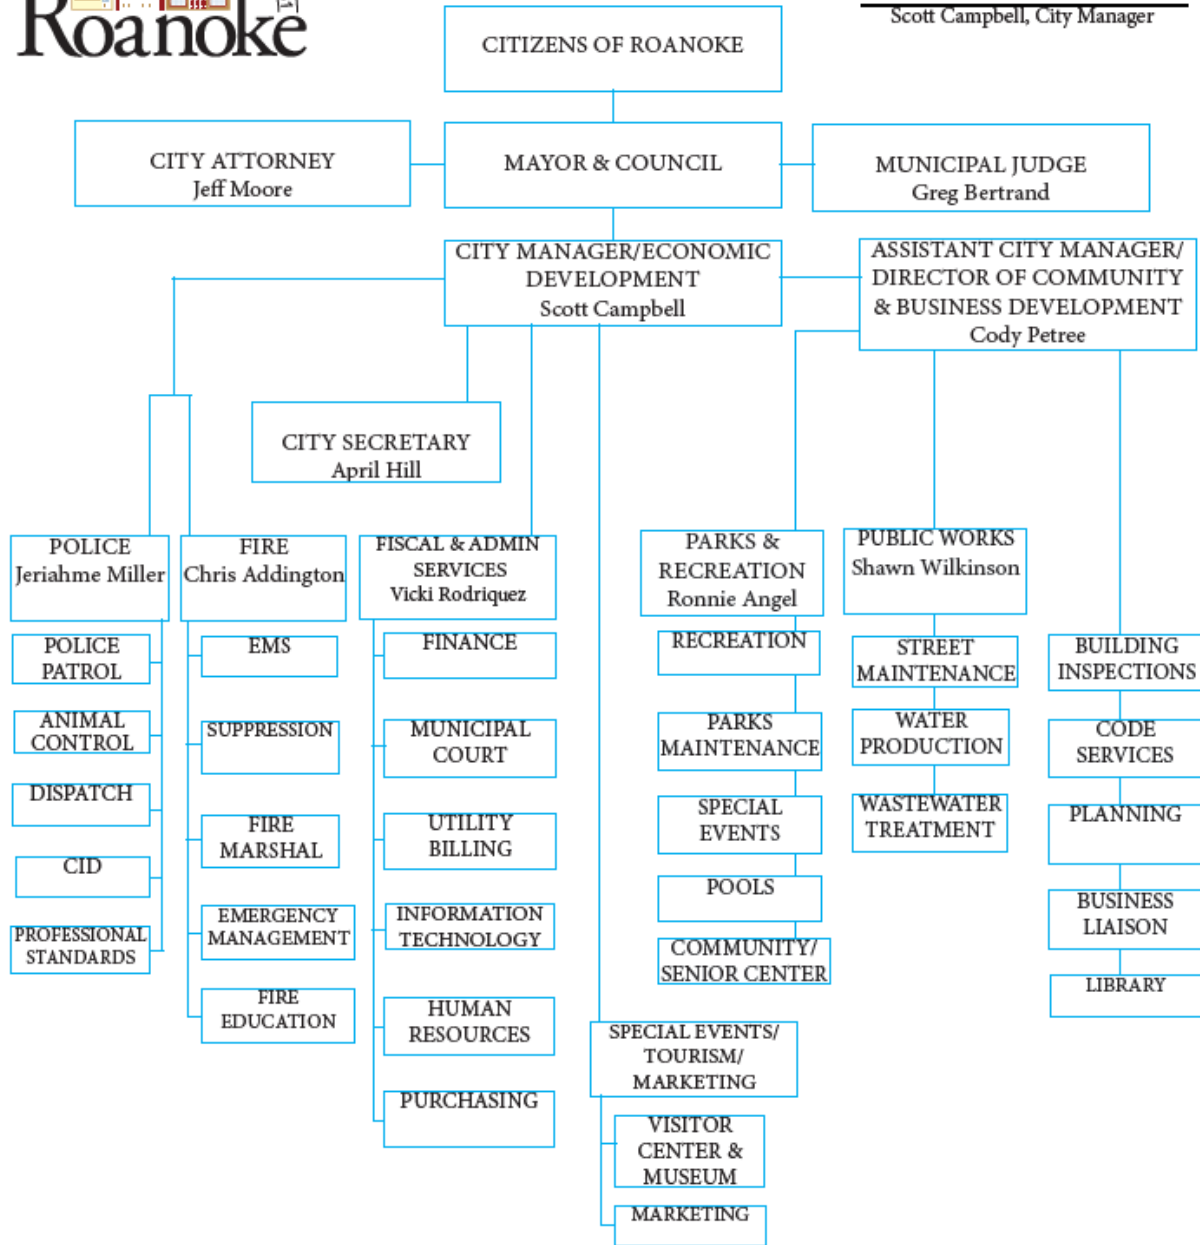 Roanoke
Scott Campbell, City Manager
CITIZENS OF ROANOKE
CITY ATTORNEY
Jeff Moore
MAYOR & COUNCIL
MUNICIPAL JUDGE
Greg Bertrand
CITY MANAGER/ECONOMIC
DEVELOPMENT
Scott Campbell
ASSISTANT CITY MANAGER/
DIRECTOR OF COMMUNITY
& BUSINESS DEVELOPMENT
Cody Petree
CITY SECRETARY
April Hill
POLICE
Jeriahme Miller
POLICE
PATROL
ANIMAL
CONTROL
DISPATCH
CID
PROFESSIONAL
STANDARDS
FIRE
Chris Addington
EMS
SUPPRESSION
FIRE
MARSHAL
EMERGENCY
MANAGEMENT
FIRE
EDUCATION
FISCAL & ADMIN
SERVICES
Vicki Rodriquez
FINANCE
MUNICIPAL
COURT
UTILITY
BILLING
INFORMATION
TECHNOLOGY
HUMAN
RESOURCES
PURCHASING
SPECIAL EVENTS/
TOURISM/
MARKETING
VISITOR
CENTER &
MUSEUM
MARKETING
PARKS &
RECREATION
Ronnie Angel
RECREATION
PARKS
MAINTENANCE
SPECIAL
EVENTS
POOLS
COMMUNITY/
SENIOR CENTER
PUBLIC WORKS
Shawn Wilkinson
STREET
MAINTENANCE
WATER
PRODUCTION
WASTEWATER
TREATMENT
BUILDING
INSPECTIONS
CODE
SERVICES
PLANNING
BUSINESS
LIAISON
LIBRARY